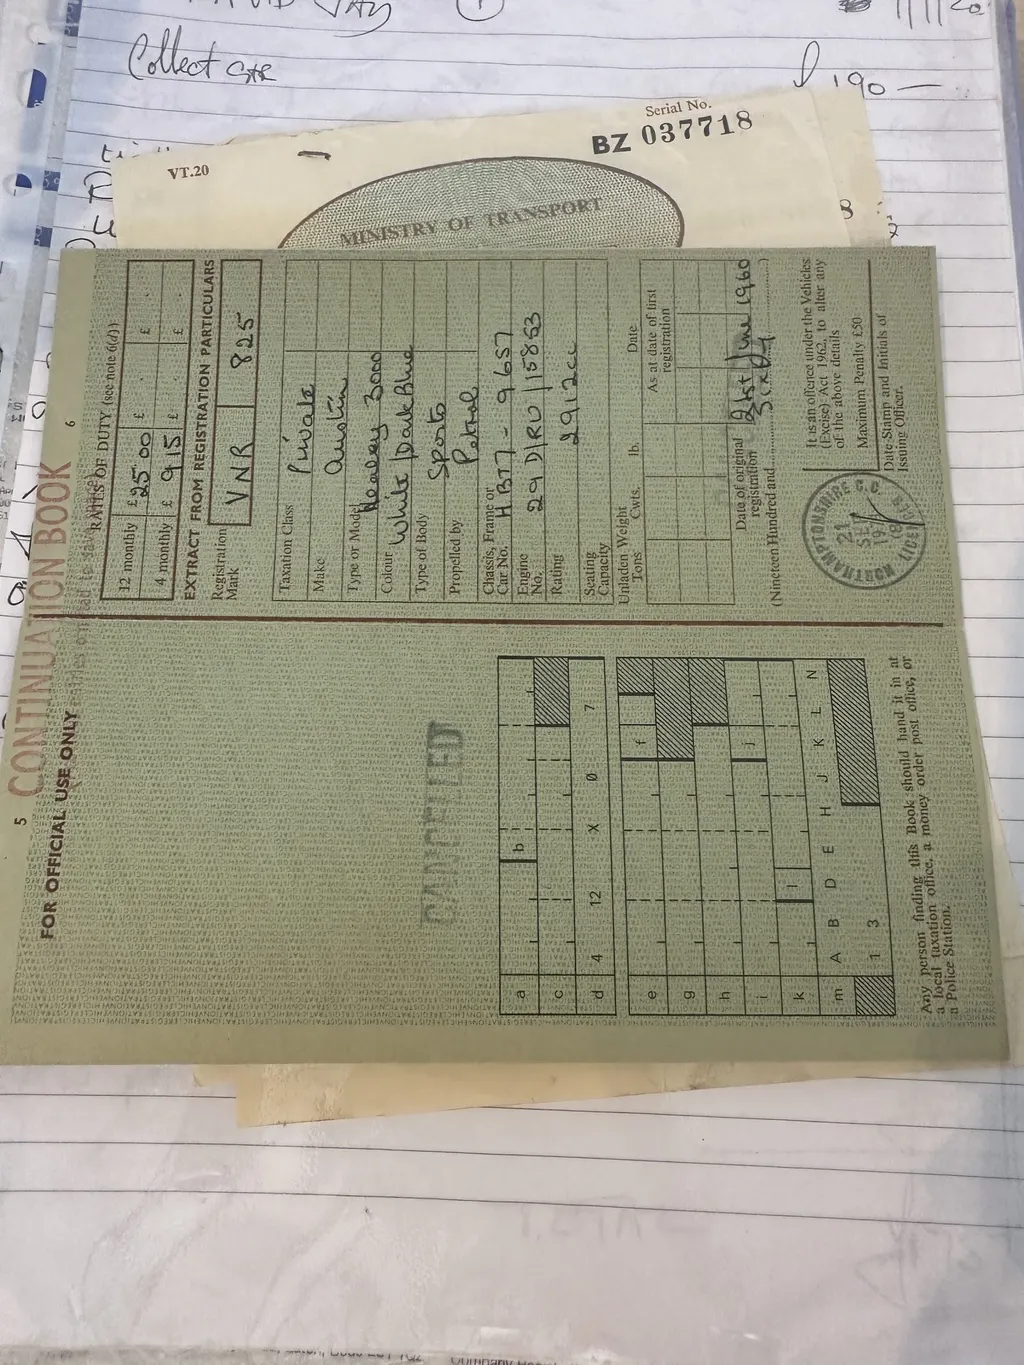 Collect
190 —
Serial No.
BZ 037718
VT.20
MINISTRY OF TRANSPORT
5 CONTINUATION BOOK 6
RATES OF DUTY (see note 6(d))
12 monthly £ 25 00 £ . £ .
4 monthly £ 9 15 £ . £ .
EXTRACT FROM REGISTRATION PARTICULARS
Registration Mark VNR 825
Taxation Class Private
Make Austin
Type or Model Healey 3000
Colour White / Dark Blue
Type of Body Sports
Propelled by Petrol
Chassis, Frame or
Car No. HBT7 - 9657
Engine
No. 29D/RU/15853
Rating 2912cc
Seating
Capacity
Unladen Weight
Tons Cwts. lb. Date
As at date of first
registration
Date of original
registration 21st June 1960
(Nineteen Hundred and Sixty)
It is an offence under the Vehicles
(Excise) Act 1962, to alter any
of the above details
Maximum Penalty £50
Date-Stamp and Initials of
Issuing Officer.
NORTHAMPTONSHIRE C.C.
21
FOR OFFICIAL USE ONLY
CANCELLED
a b
c
d 4 12 X 0 7
e f
g
h
i j
k l
m A B D E H J K L N
1 3
Any person finding this Book should hand it in at
a local taxation office, a money order post office, or
a Police Station.